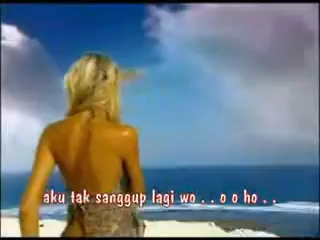 aku tak sanggup lagi wo . . o o ho . .